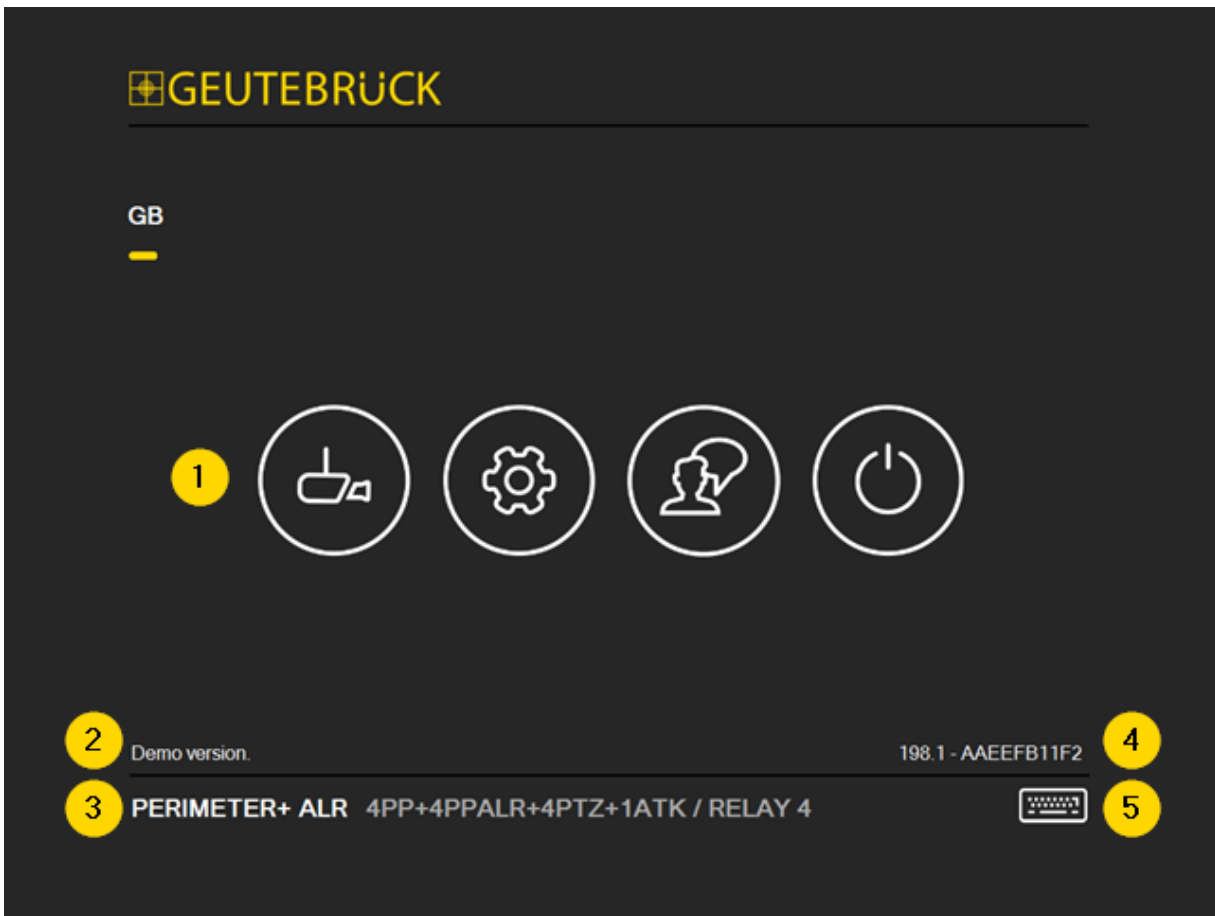 GEUTEBRÜCK
GB
1
2 Demo version. 198.1 - AAEEFB11F2 4
3 PERIMETER+ ALR 4PP+4PPALR+4PTZ+1ATK / RELAY 4 5